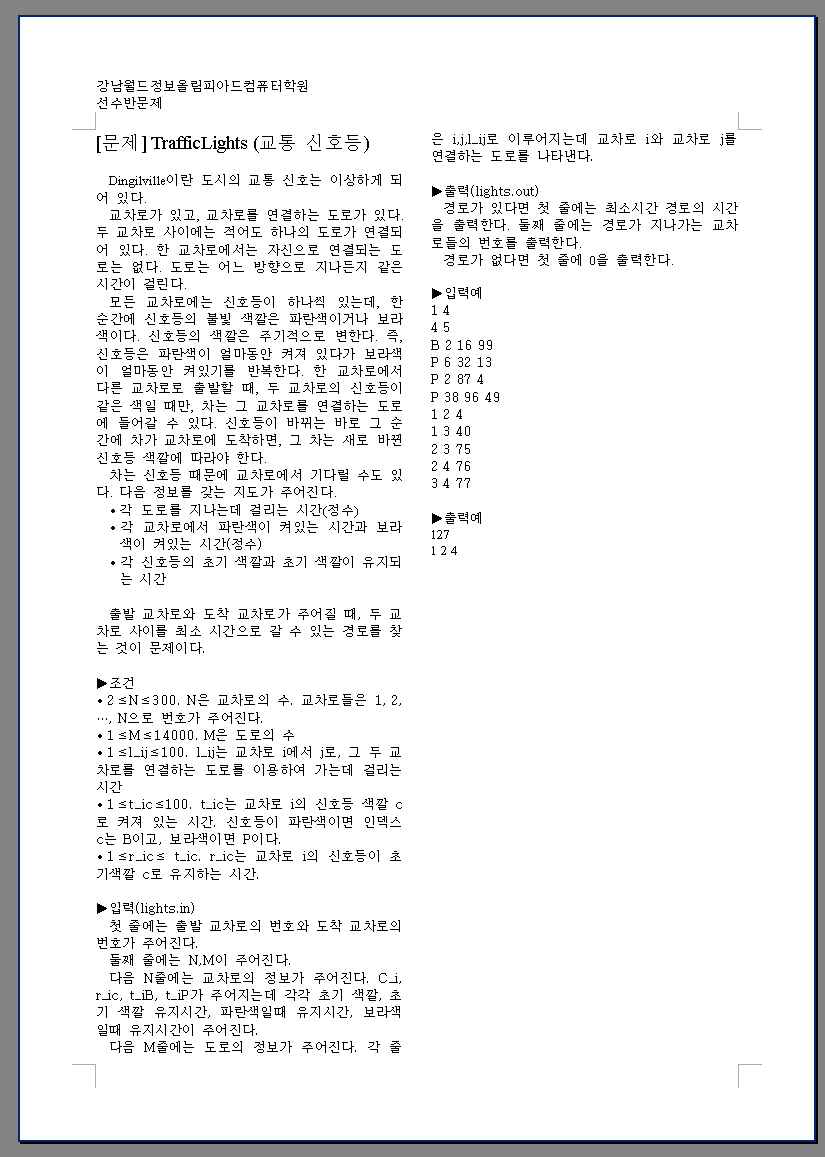 강남월드정보올림피아드컴퓨터학원
선수반문제
[문제] TrafficLights (교통 신호등)
Dingilville이란 도시의 교통 신호는 이상하게 되
어 있다.
교차로가 있고, 교차로를 연결하는 도로가 있다.
두 교차로 사이에는 적어도 하나의 도로가 연결되
어 있다. 한 교차로에서는 자신으로 연결되는 도
로는 없다. 도로는 어느 방향으로 지나든지 같은
시간이 걸린다.
모든 교차로에는 신호등이 하나씩 있는데, 한
순간에 신호등의 불빛 색깔은 파란색이거나 보라
색이다. 신호등의 색깔은 주기적으로 변한다. 즉,
신호등은 파란색이 얼마동안 켜져 있다가 보라색
이 얼마동안 켜있기를 반복한다. 한 교차로에서
다른 교차로로 출발할 때, 두 교차로의 신호등이
같은 색일 때만, 차는 그 교차로를 연결하는 도로
에 들어갈 수 있다. 신호등이 바뀌는 바로 그 순
간에 차가 교차로에 도착하면, 그 차는 새로 바뀐
신호등 색깔에 따라야 한다.
차는 신호등 때문에 교차로에서 기다릴 수도 있
다. 다음 정보를 갖는 지도가 주어진다.
• 각 도로를 지나는데 걸리는 시간(정수)
• 각 교차로에서 파란색이 켜있는 시간과 보라
색이 켜있는 시간(정수)
• 각 신호등의 초기 색깔과 초기 색깔이 유지되
는 시간
출발 교차로와 도착 교차로가 주어질 때, 두 교
차로 사이를 최소 시간으로 갈 수 있는 경로를 찾
는 것이 문제이다.
▶조건
• 2≤N≤300. N은 교차로의 수. 교차로들은 1, 2,
…, N으로 번호가 주어진다.
• 1≤M≤14000. M은 도로의 수
• 1≤l_ij≤100. l_ij는 교차로 i에서 j로, 그 두 교
차로를 연결하는 도로를 이용하여 가는데 걸리는
시간
• 1≤t_ic≤100. t_ic는 교차로 i의 신호등 색깔 c
로 켜져 있는 시간. 신호등이 파란색이면 인덱스
c는 B이고, 보라색이면 P이다.
• 1≤r_ic≤ t_ic. r_ic는 교차로 i의 신호등이 초
기색깔 c로 유지하는 시간.
▶입력(lights.in)
첫 줄에는 출발 교차로의 번호와 도착 교차로의
번호가 주어진다.
둘째 줄에는 N,M이 주어진다.
다음 N줄에는 교차로의 정보가 주어진다. C_i,
r_ic, t_iB, t_iP가 주어지는데 각각 초기 색깔, 초
기 색깔 유지시간, 파란색일때 유지시간, 보라색
일때 유지시간이 주어진다.
다음 M줄에는 도로의 정보가 주어진다. 각 줄
은 i,j,l_ij로 이루어지는데 교차로 i와 교차로 j를
연결하는 도로를 나타낸다.
▶출력(lights.out)
경로가 있다면 첫 줄에는 최소시간 경로의 시간
을 출력한다. 둘째 줄에는 경로가 지나가는 교차
로들의 번호를 출력한다.
경로가 없다면 첫 줄에 0을 출력한다.
▶입력예
1 4
4 5
B 2 16 99
P 6 32 13
P 2 87 4
P 38 96 49
1 2 4
1 3 40
2 3 75
2 4 76
3 4 77
▶출력예
127
1 2 4